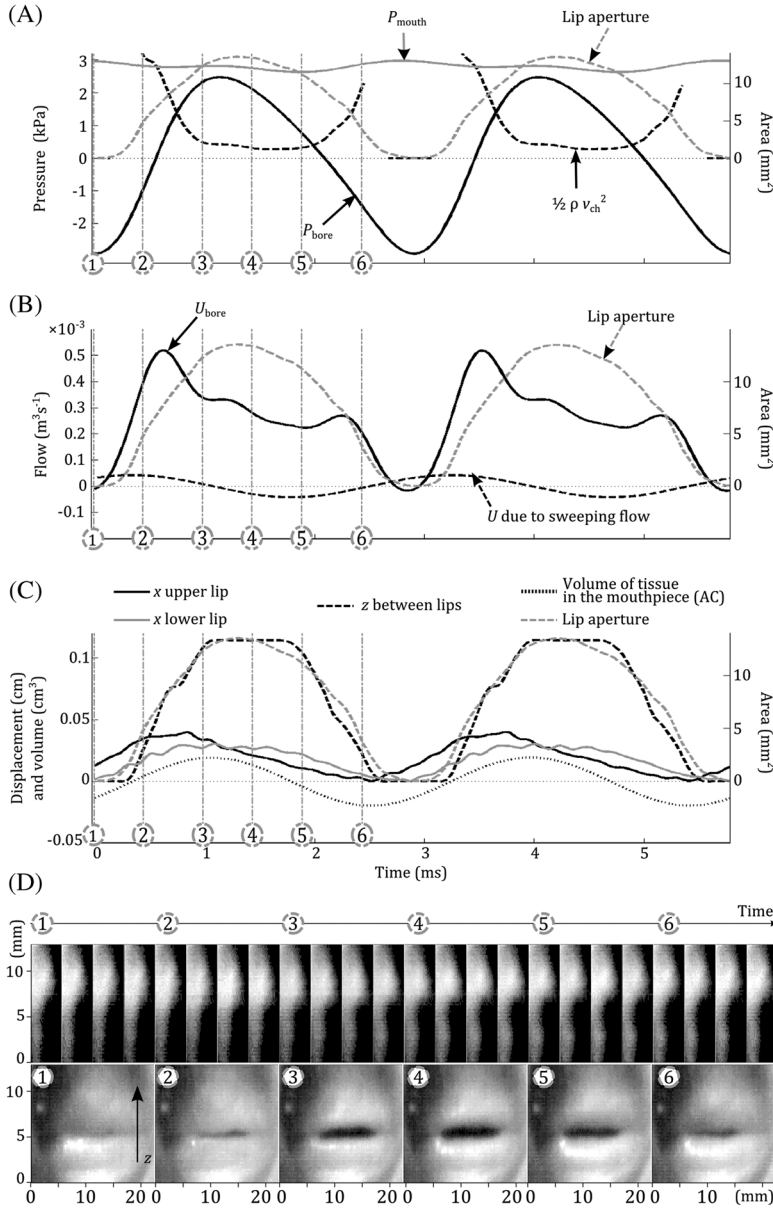 (A)
P_mouth
Lip aperture
3
2
1
0
-1
-2
Pressure (kPa)
10
5
0
Area (mm²)
½ ρ v_ch²
P_bore
1 2 3 4 5 6
(B)
×10⁻³
U_bore
Lip aperture
0.5
0.4
0.3
0.2
0.1
0
-0.1
Flow (m³s⁻¹)
10
5
0
Area (mm²)
U due to sweeping flow
1 2 3 4 5 6
(C)
x upper lip
x lower lip
z between lips
Volume of tissue
in the mouthpiece (AC)
Lip aperture
0.1
0.05
0
-0.05
Displacement (cm)
and volume (cm³)
10
5
0
Area (mm²)
1 2 3 4 5 6
0 1 2 3 4 5
Time (ms)
(D)
1 2 3 4 5 6 Time
(mm)
10
5
0
1 2 3 4 5 6
10
5
0
z
0 10 20 0 10 20 0 10 20 0 10 20 0 10 20 0 10 (mm)